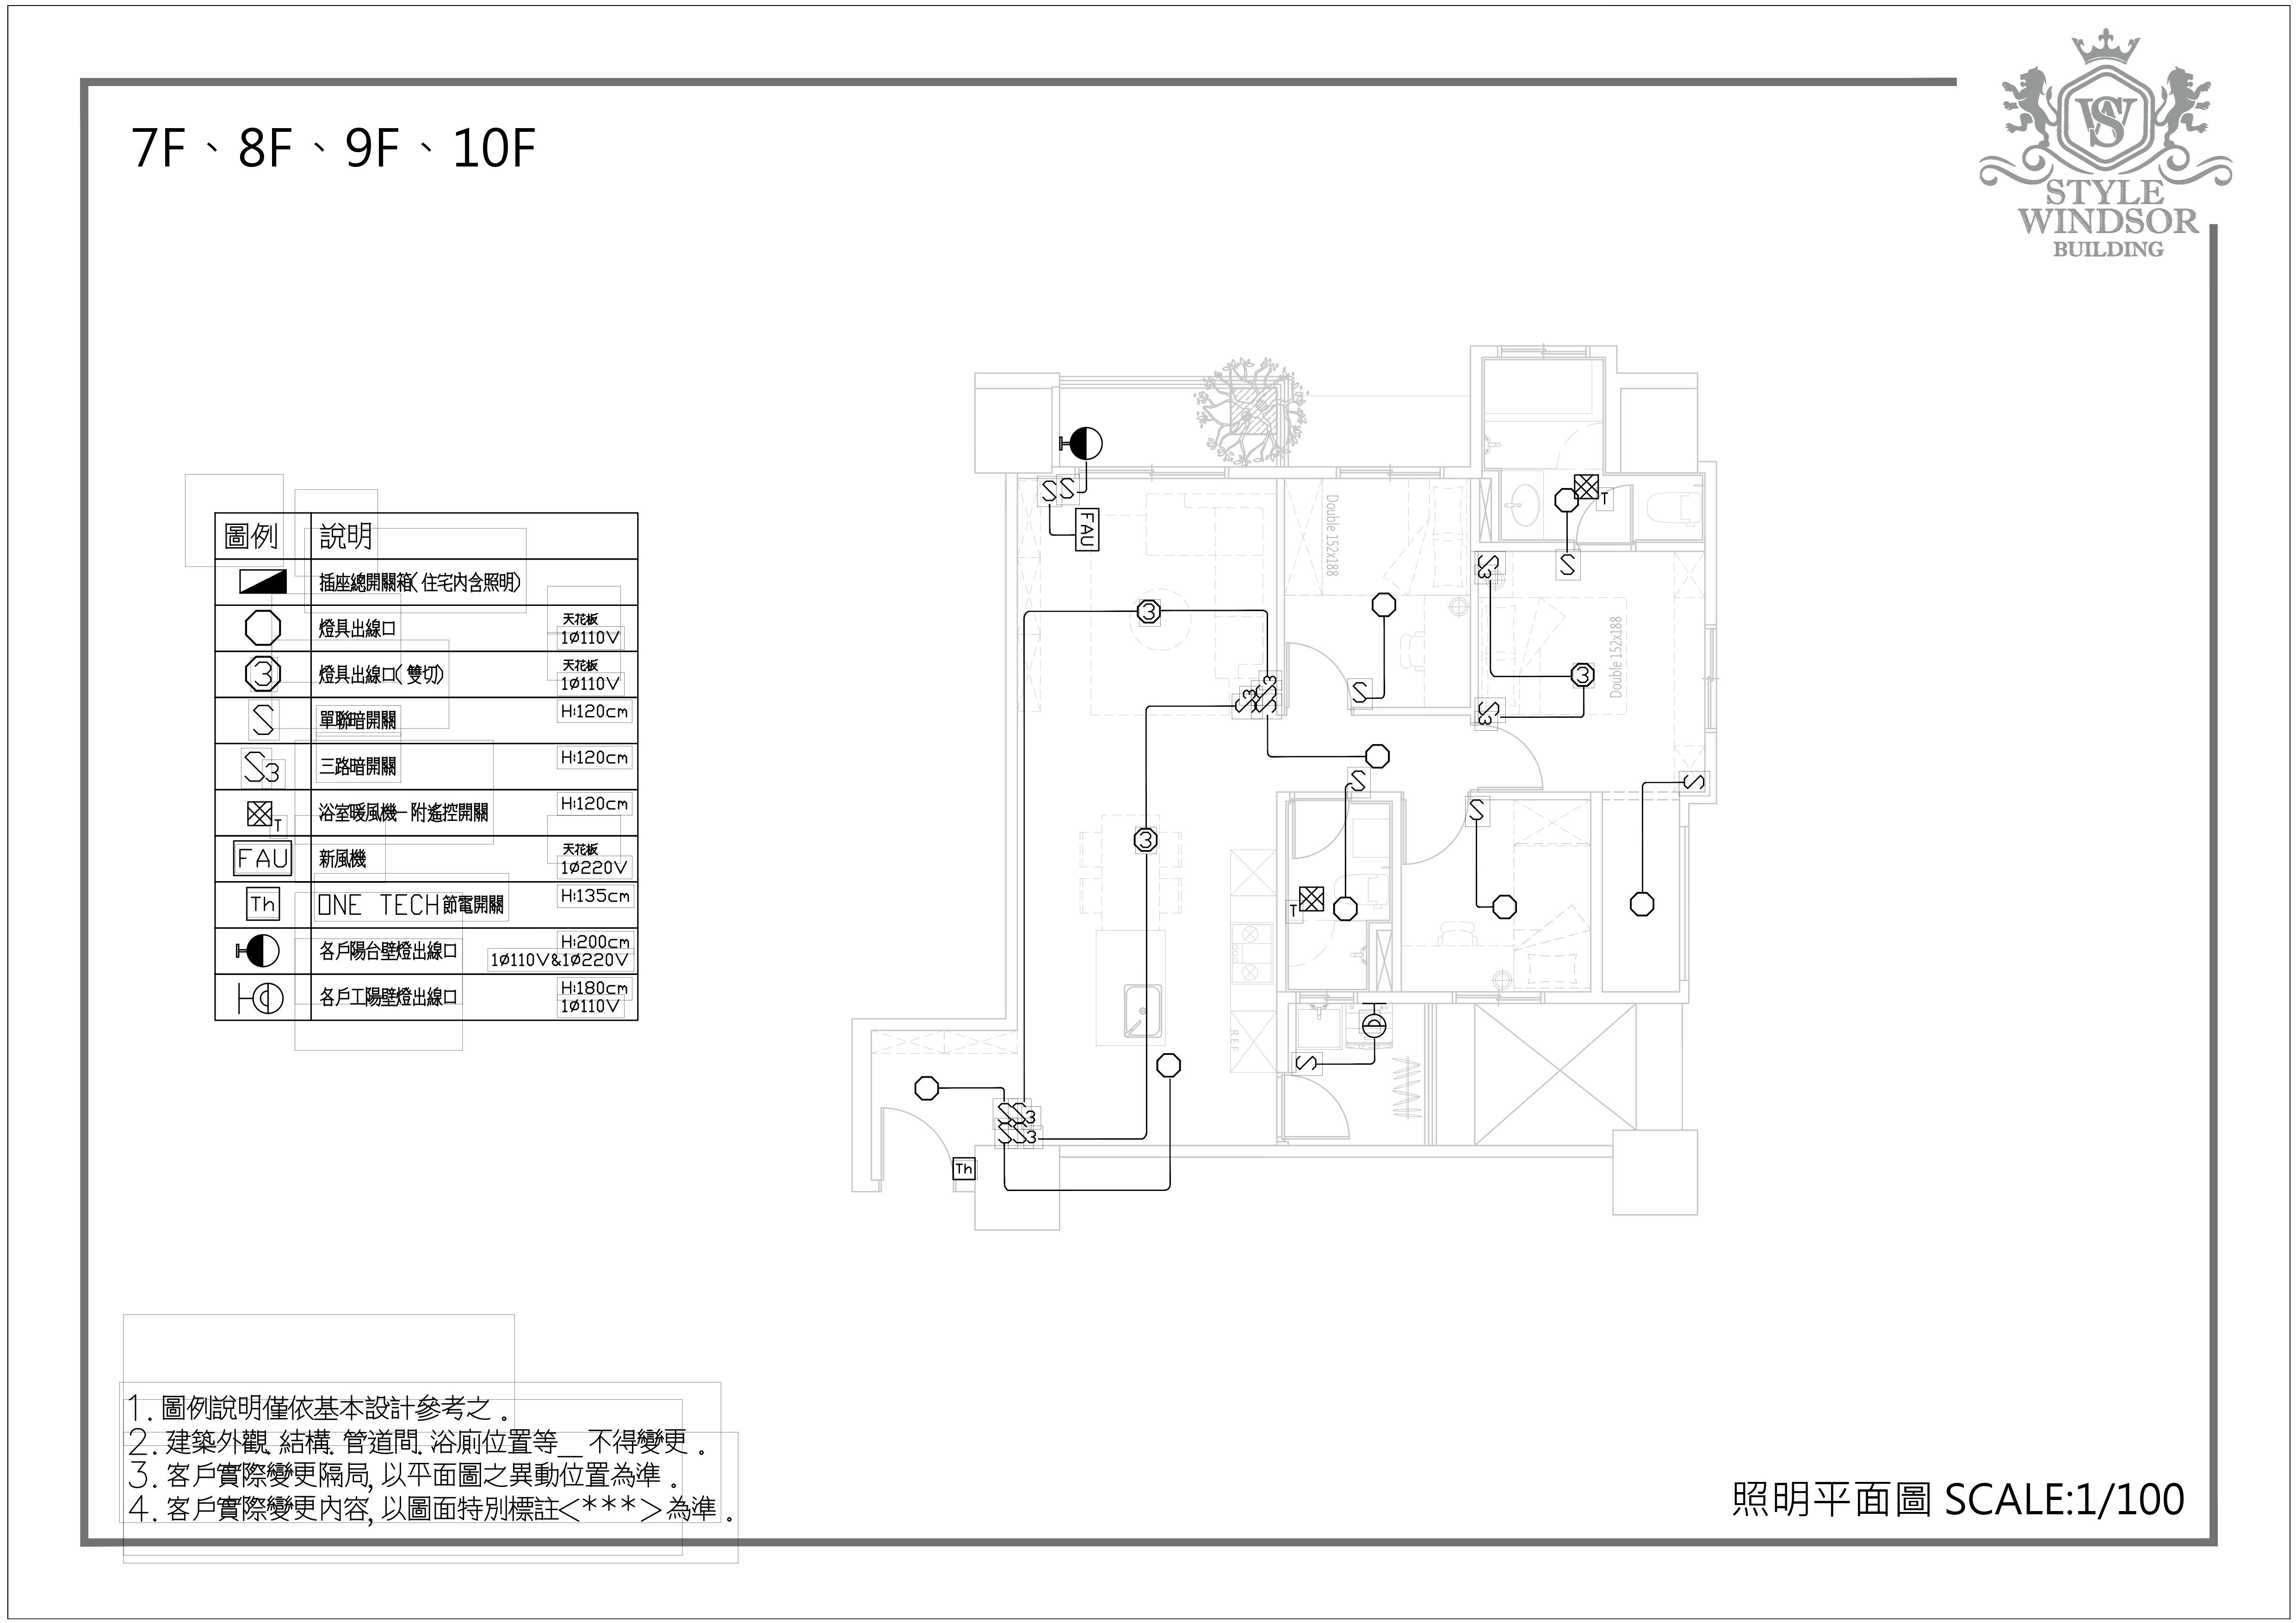 7F、8F、9F、10F
STYLE
WINDSOR
BUILDING
圖例 說明
插座總開關箱(住宅內含照明)
燈具出線口 天花板 1ø110V
3 燈具出線口(雙切) 天花板 1ø110V
S 單聯暗開關 H:120cm
S3 三路暗開關 H:120cm
T 浴室暖風機-附遙控開關 H:120cm
FAU 新風機 天花板 1ø220V
Th ONE TECH節電開關 H:135cm
各戶陽台壁燈出線口 H:200cm 1ø110V&1ø220V
各戶工陽壁燈出線口 H:180cm 1ø110V
S S
FAU
Double 152x188
S3
S
T
3
S3 S3 S
S
3
Double 152x188
S3
S
S
S
3
T
REF
S
S S3
S S3
Th
1. 圖例說明僅依基本設計參考之。
2. 建築外觀.結構.管道間.浴廁位置等__不得變更。
3. 客戶實際變更隔局,以平面圖之異動位置為準。
4. 客戶實際變更內容,以圖面特別標註<***>為準。
照明平面圖 SCALE:1/100